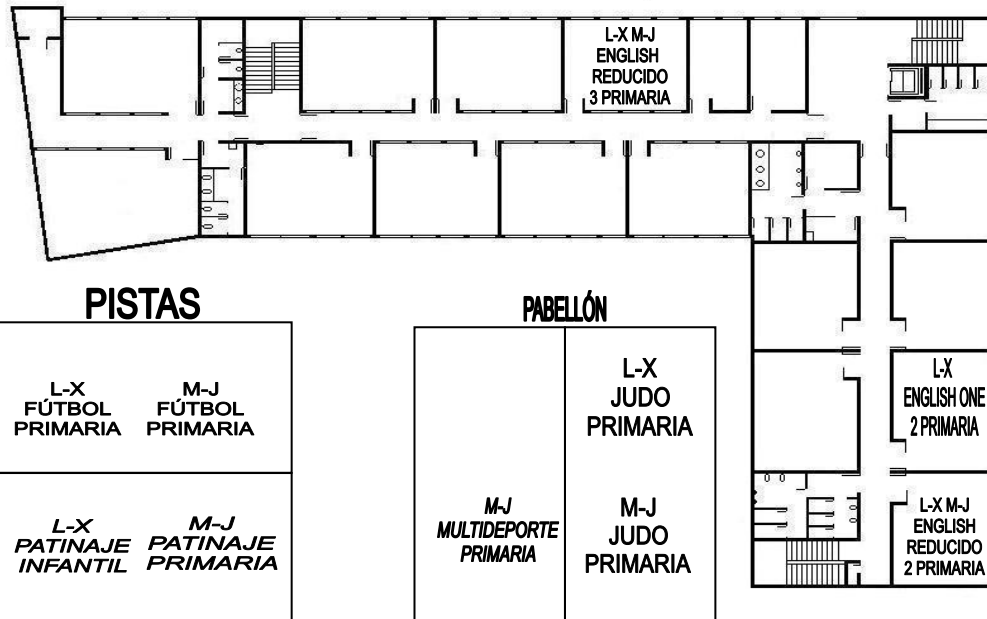 L-X M-J
ENGLISH
REDUCIDO
3 PRIMARIA
PISTAS
L-X
FÚTBOL
PRIMARIA
M-J
FÚTBOL
PRIMARIA
L-X
PATINAJE
INFANTIL
M-J
PATINAJE
PRIMARIA
PABELLÓN
M-J
MULTIDEPORTE
PRIMARIA
L-X
JUDO
PRIMARIA
M-J
JUDO
PRIMARIA
L-X
ENGLISH ONE
2 PRIMARIA
L-X M-J
ENGLISH
REDUCIDO
2 PRIMARIA